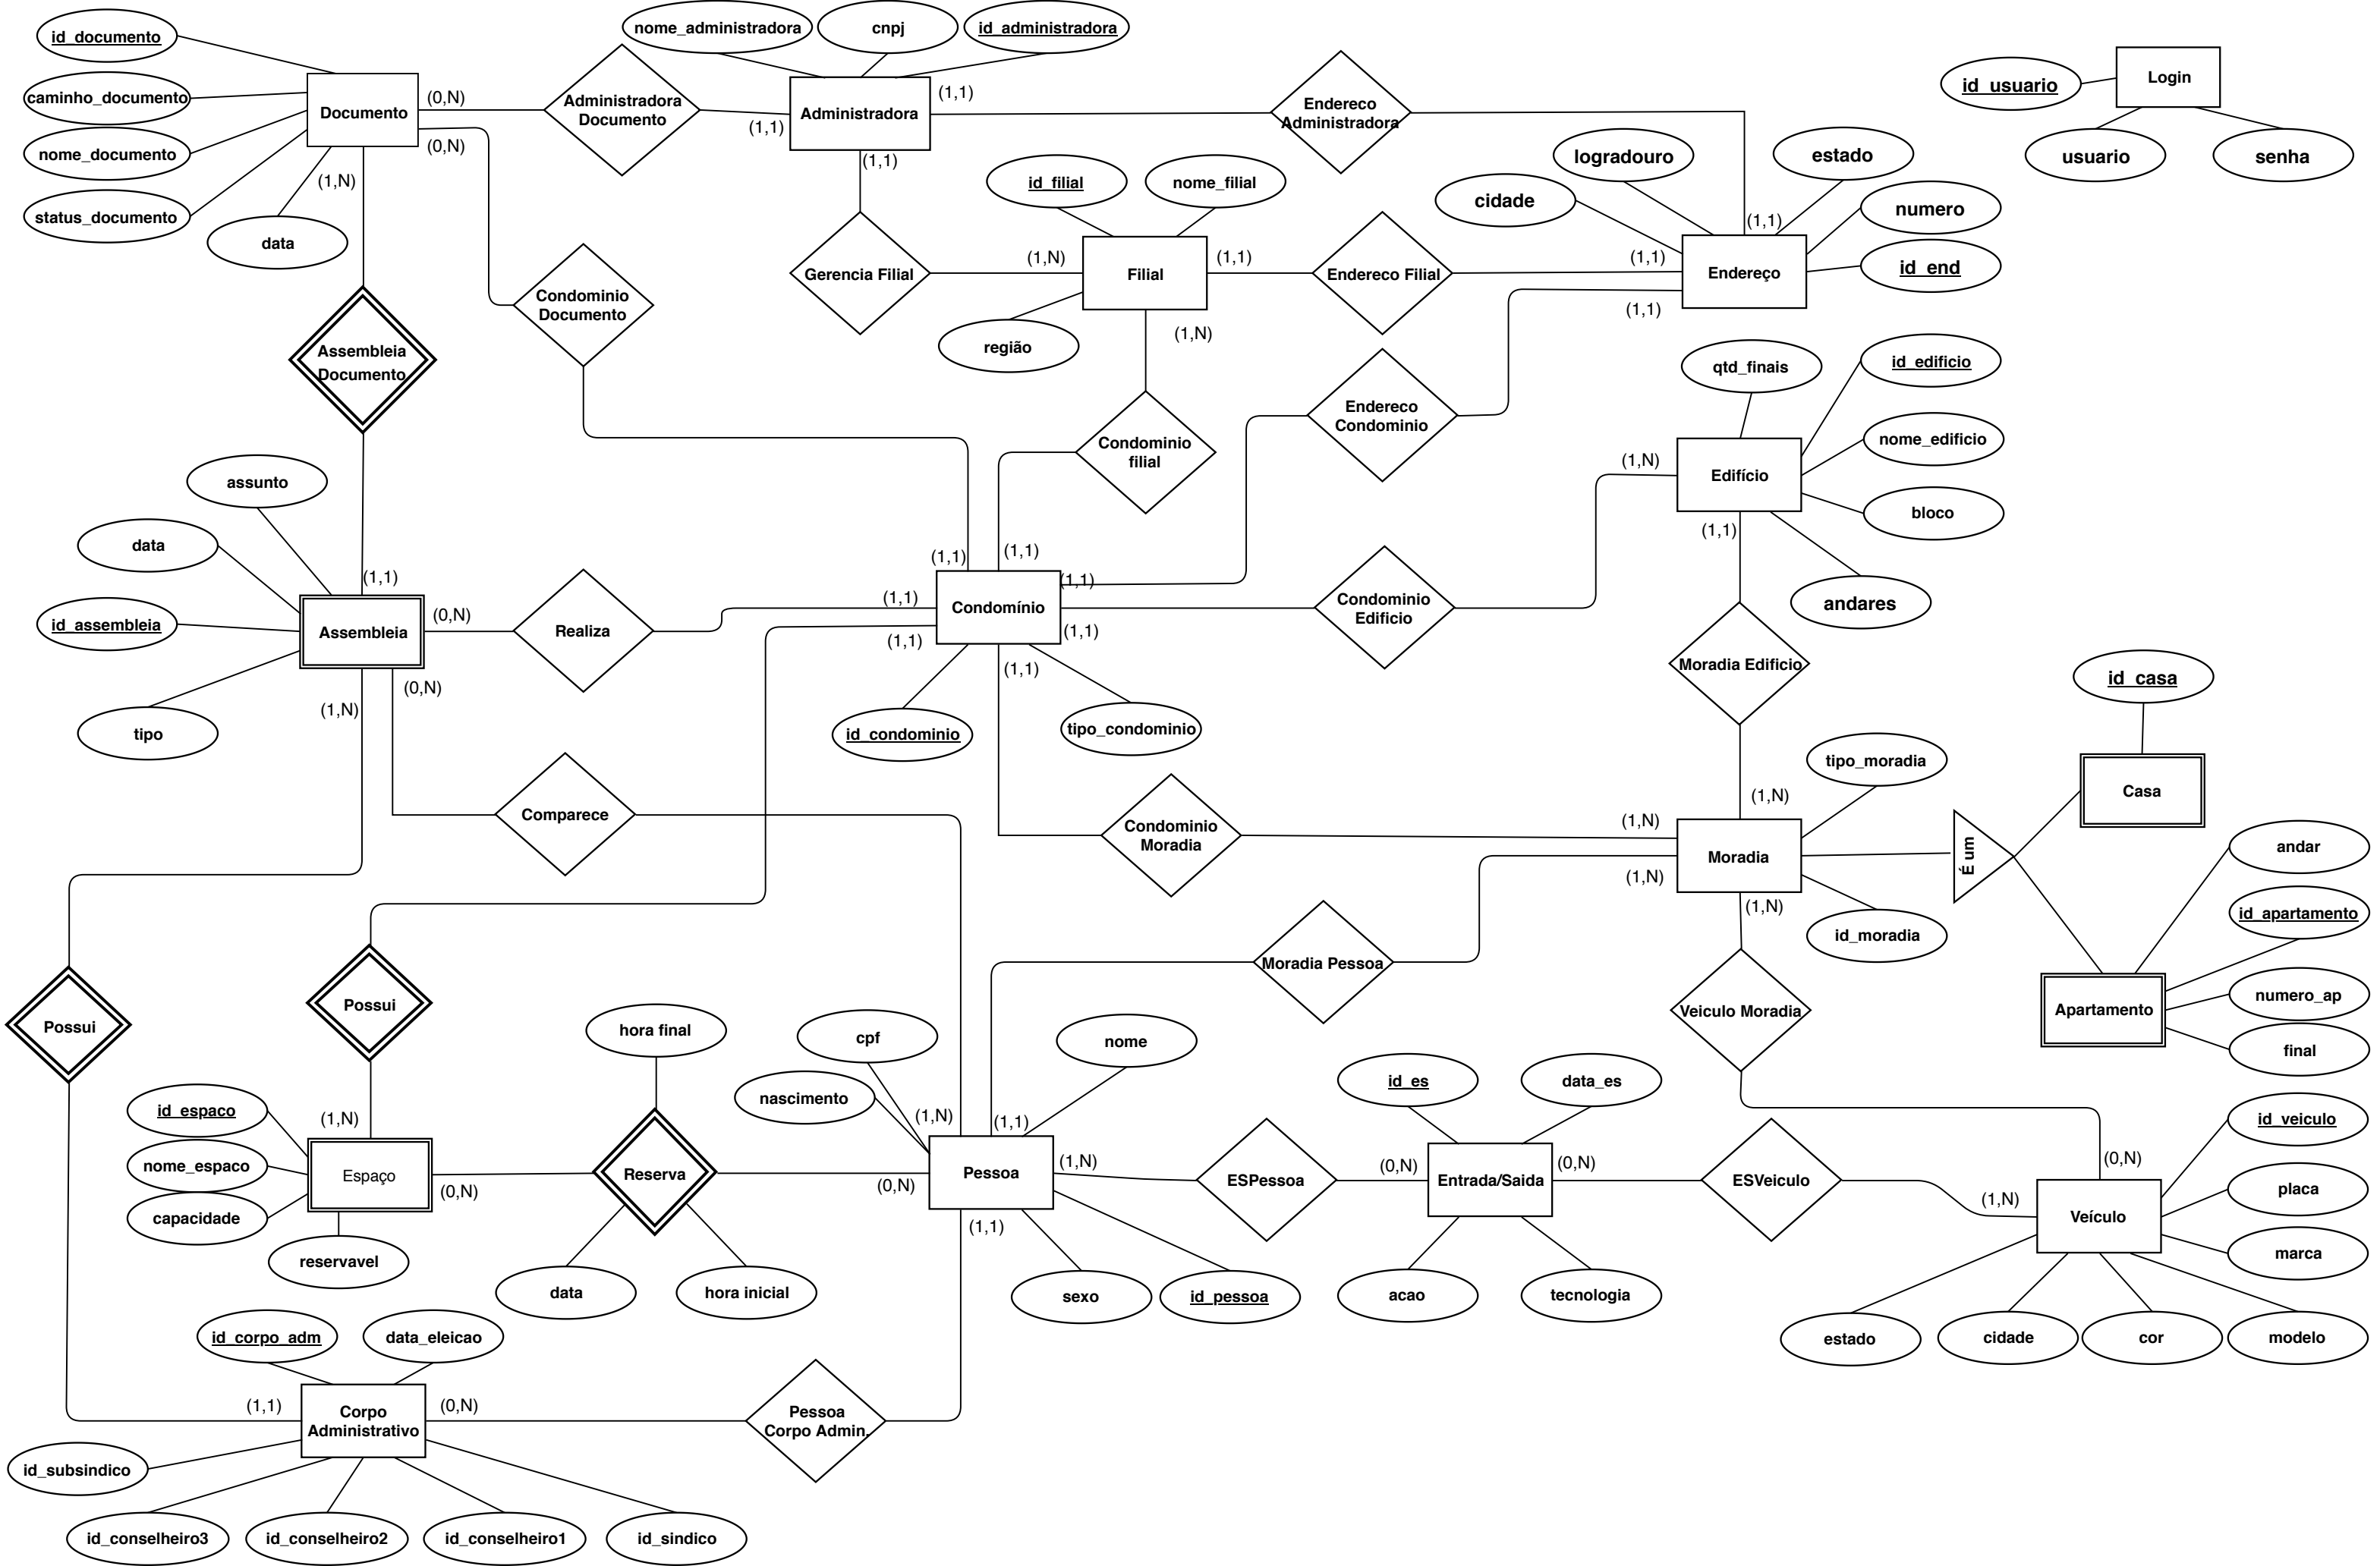 nome_administradora
cnpj
id_administradora
id_documento
caminho_documento
nome_documento
status_documento
data
Documento
(0,N)
(0,N)
(1,N)
Administradora
Documento
(1,1)
Administradora
(1,1)
(1,1)
Endereco
Administradora
Login
id_usuario
usuario
senha
logradouro
estado
cidade
numero
id_end
(1,1)
Endereço
(1,1)
(1,1)
id_filial
nome_filial
Gerencia Filial
(1,N)
Filial
(1,1)
Endereco Filial
região
(1,N)
Condominio
Documento
Assembleia
Documento
Endereco
Condominio
Condominio
filial
qtd_finais
id_edificio
nome_edificio
bloco
andares
(1,N)
Edifício
(1,1)
assunto
data
id_assembleia
tipo
(1,1)
Assembleia
(0,N)
(0,N)
(1,N)
Realiza
(1,1)
(1,1)
(1,1)
(1,1)
Condomínio
(1,1)
(1,1)
(1,1)
Condominio
Edificio
id_condominio
tipo_condominio
Moradia Edificio
id_casa
Casa
tipo_moradia
(1,N)
(1,N)
Moradia
(1,N)
(1,N)
id_moradia
É um
andar
id_apartamento
numero_ap
final
Apartamento
Comparece
Condominio
Moradia
Moradia Pessoa
Veiculo Moradia
Possui
Possui
hora final
cpf
nascimento
nome
id_es
data_es
id_espaco
nome_espaco
capacidade
reservavel
(1,N)
Espaço
(0,N)
Reserva
data
hora inicial
(1,N)
(1,1)
(0,N)
Pessoa
(1,N)
(1,1)
sexo
id_pessoa
ESPessoa
(0,N)
Entrada/Saida
(0,N)
acao
tecnologia
ESVeiculo
(1,N)
(0,N)
Veículo
id_veiculo
placa
marca
modelo
estado
cidade
cor
id_corpo_adm
data_eleicao
(1,1)
Corpo
Administrativo
(0,N)
Pessoa
Corpo Admin.
id_subsindico
id_conselheiro3
id_conselheiro2
id_conselheiro1
id_sindico